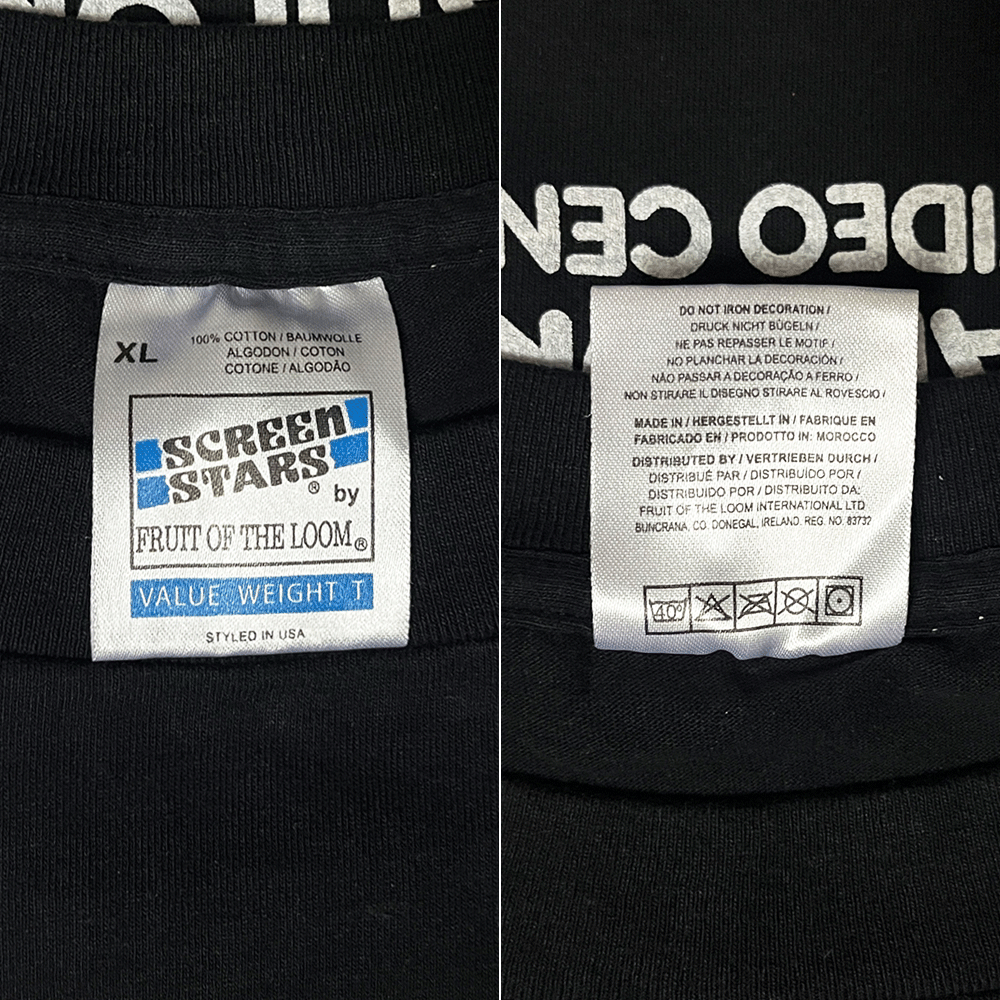 XL
100% COTTON / BAUMWOLLE
ALGODON / COTON
COTONE / ALGODÃO
SCREEN
STARS®
by
FRUIT OF THE LOOM®
VALUE WEIGHT T
STYLED IN USA
IDEO CEN
DO NOT IRON DECORATION /
DRUCK NICHT BÜGELN /
NE PAS REPASSER LE MOTIF /
NO PLANCHAR LA DECORACIÓN /
NÃO PASSAR A DECORAÇÃO A FERRO /
NON STIRARE IL DISEGNO STIRARE AL ROVESCIO /
MADE IN / HERGESTELLT IN / FABRIQUE EN
FABRICADO EN / PRODOTTO IN: MOROCCO
DISTRIBUTED BY / VERTRIEBEN DURCH /
DISTRIBUÉ PAR / DISTRIBUÍDO POR /
DISTRIBUIDO POR / DISTRIBUITO DA:
FRUIT OF THE LOOM INTERNATIONAL LTD
BUNCRANA, CO. DONEGAL, IRELAND. REG. NO. 83732
40°